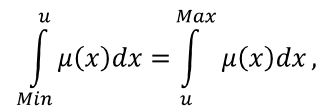 ∫_{Min}^{u} μ(x)dx = ∫_{u}^{Max} μ(x)dx ,